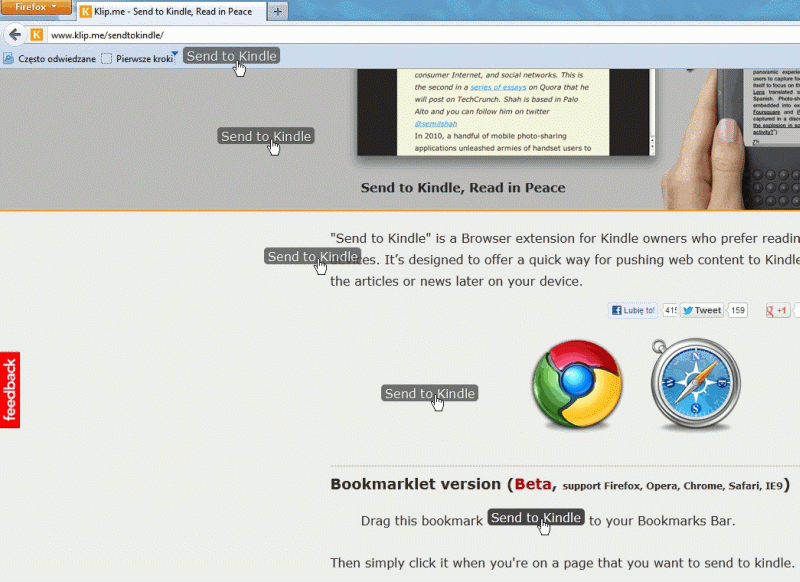 Firefox
Klip.me - Send to Kindle, Read in Peace
www.klip.me/sendtokindle/
Często odwiedzane
Pierwsze kroki
Send to Kindle
consumer Internet, and social networks. This is
the second in a series of essays on Quora that he
will post on TechCrunch. Shah is based in Palo
Alto and you can follow him on twitter
@semilshah
In 2010, a handful of mobile photo-sharing
applications unleashed armies of handset users to
panoramic experie
uses to capture fo
itself to focus on th
Lens translated s
Spanish. Photo-sh
embedded into ex
Foursquare and P
captured in a disc
the explosion in so
activity?")
Send to Kindle
Send to Kindle, Read in Peace
"Send to Kindle" is a Browser extension for Kindle owners who prefer readin
Send to Kindle
It's designed to offer a quick way for pushing web content to Kindle
the articles or news later on your device.
Lubię to!
415
Tweet
159
+1
feedback
Send to Kindle
Bookmarklet version (Beta, support Firefox, Opera, Chrome, Safari, IE9)
Drag this bookmark Send to Kindle to your Bookmarks Bar.
Then simply click it when you're on a page that you want to send to kindle.